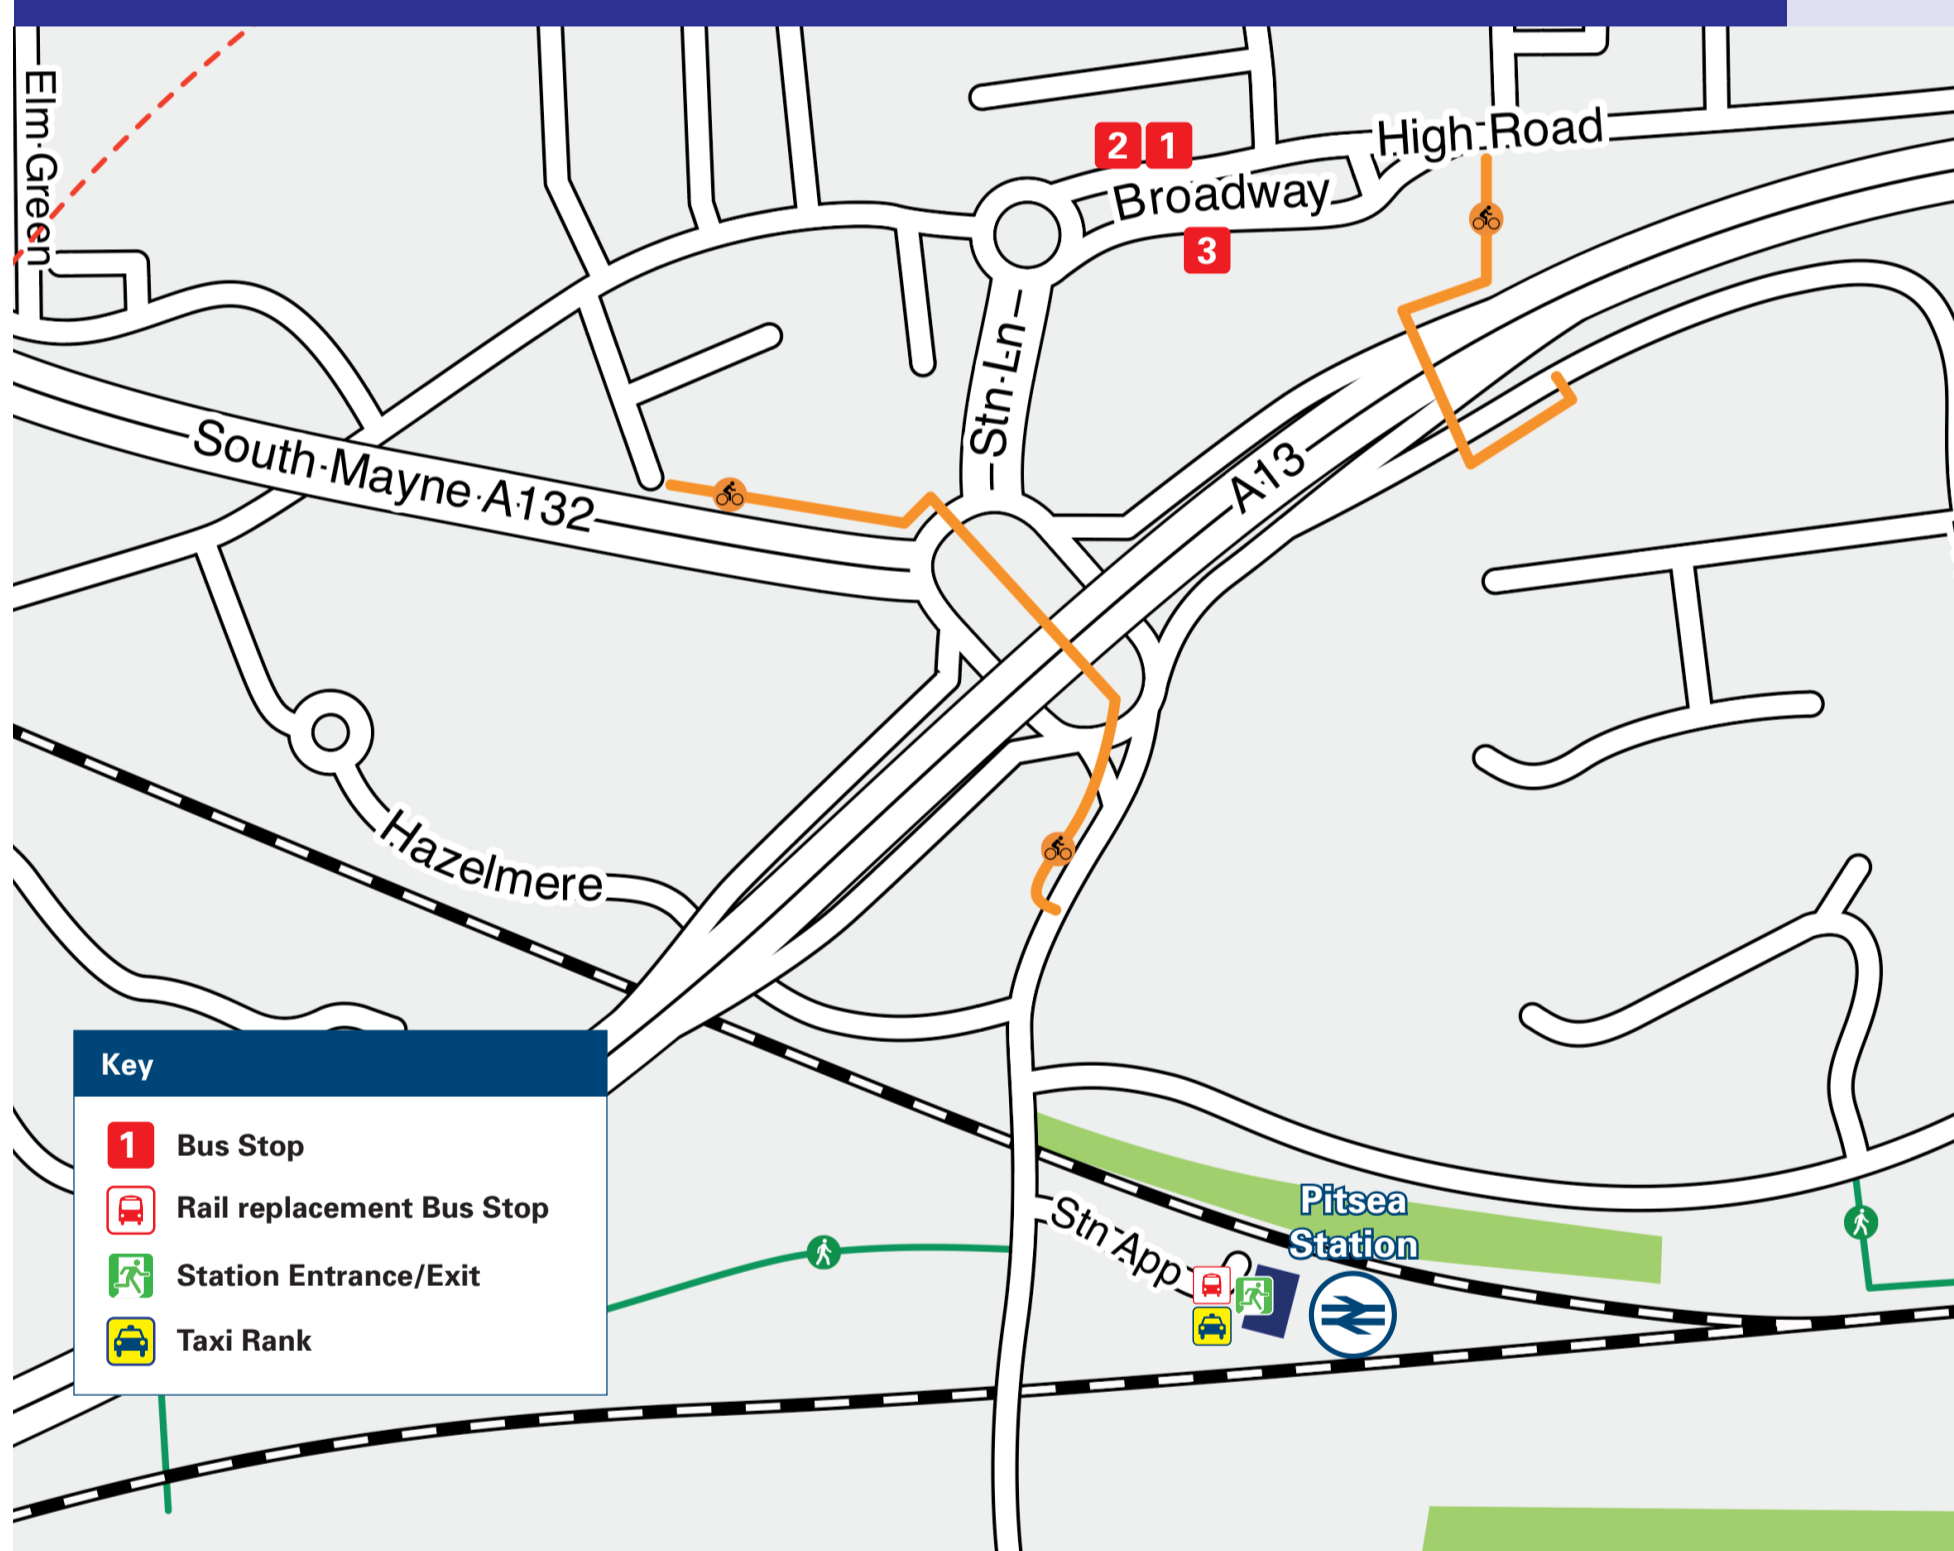 Elm Green
High Road
2 1
Broadway
3
Stn Ln
South Mayne A132
A13
Hazelmere
Key
1 Bus Stop
Rail replacement Bus Stop
Station Entrance/Exit
Taxi Rank
Pitsea
Station
Stn App